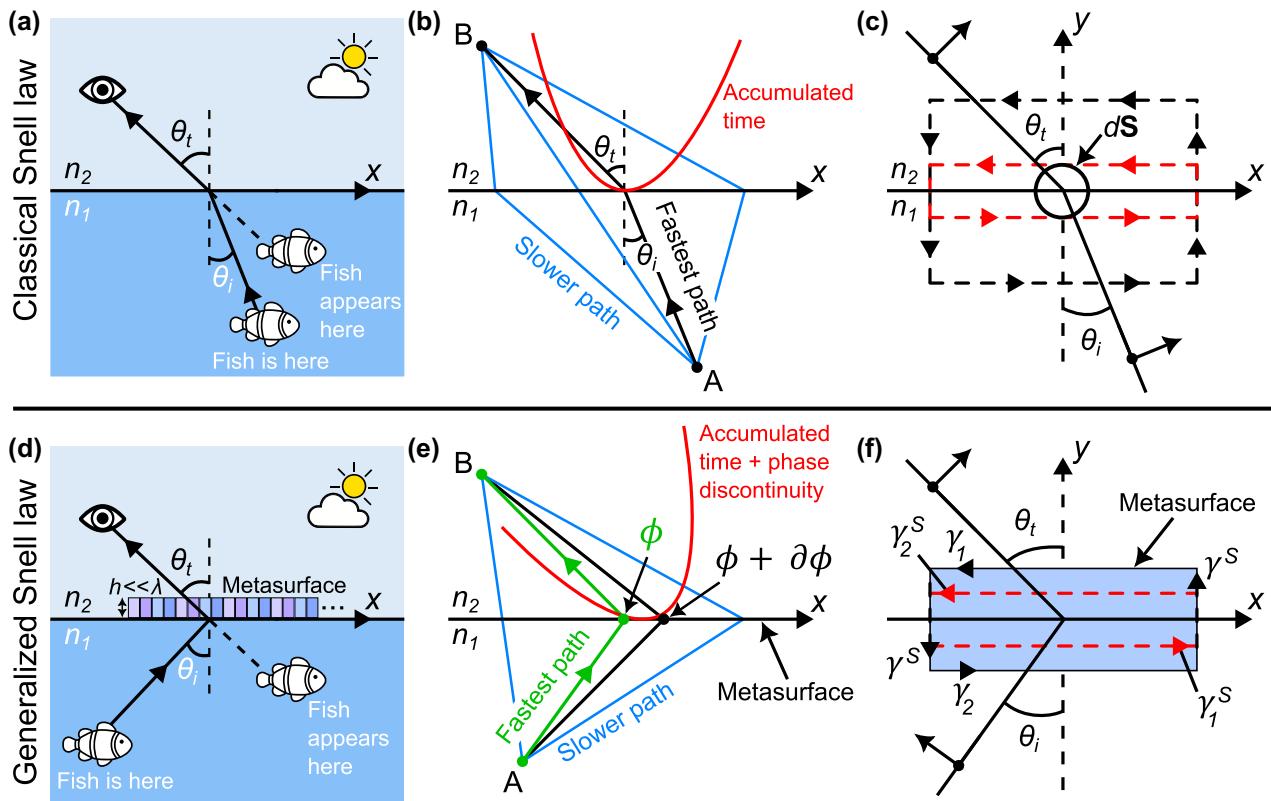 Classical Snell law
(a)
θt
n2
n1
x
θi
Fish
appears
here
Fish is here
(b)
B
Accumulated
time
θt
n2
n1
x
θi
Slower path
Fastest path
A
(c)
y
θt
dS
n2
n1
x
θi
Generalized Snell law
(d)
θt
h<<λ
Metasurface
n2
n1
x
θi
Fish
appears
here
Fish is here
(e)
Accumulated
time + phase
discontinuity
B
ϕ
ϕ + ∂ϕ
n2
n1
x
Fastest path
Slower path
Metasurface
A
(f)
y
Metasurface
θt
γ2S
γ1
γS
n2
n1
x
γS
γ2
γ1S
θi